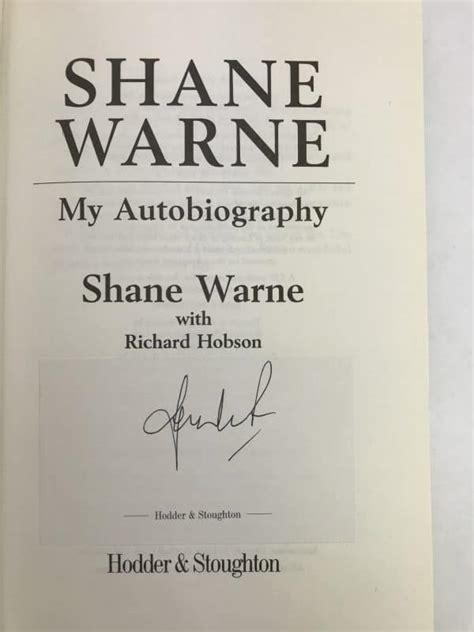 SHANE
WARNE
My Autobiography
Shane Warne
with
Richard Hobson
Hodder & Stoughton
Hodder & Stoughton